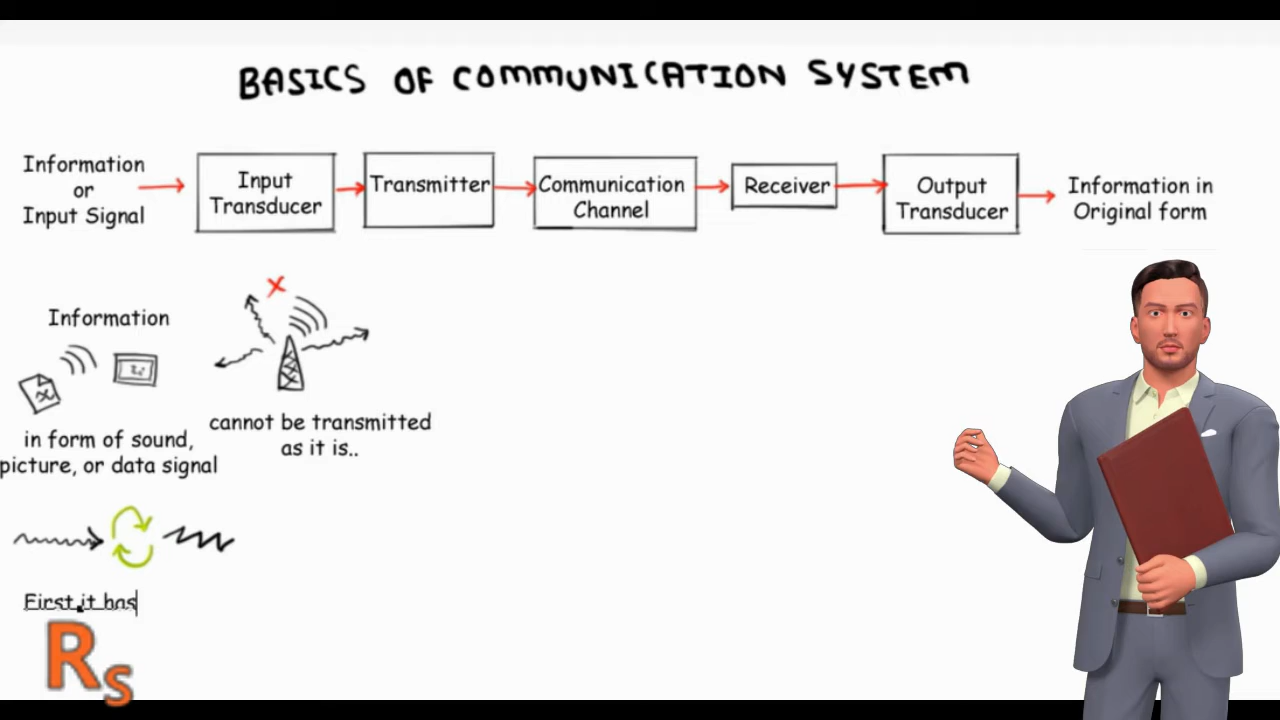 BASICS OF COMMUNICATION SYSTEM
Information
or
Input Signal
Input
Transducer
Transmitter
Communication
Channel
Receiver
Output
Transducer
Information in
Original form
Information
in form of sound,
picture, or data signal
cannot be transmitted
as it is..
First it has
RS